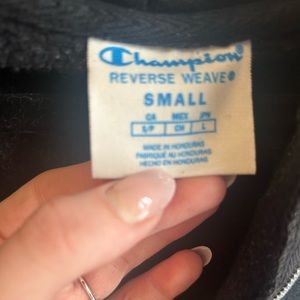 Champion
REVERSE WEAVE®
SMALL
CA MEX JPN
S/P CH L
MADE IN HONDURAS
FABRIQUÉ AU HONDURAS
HECHO EN HONDURAS